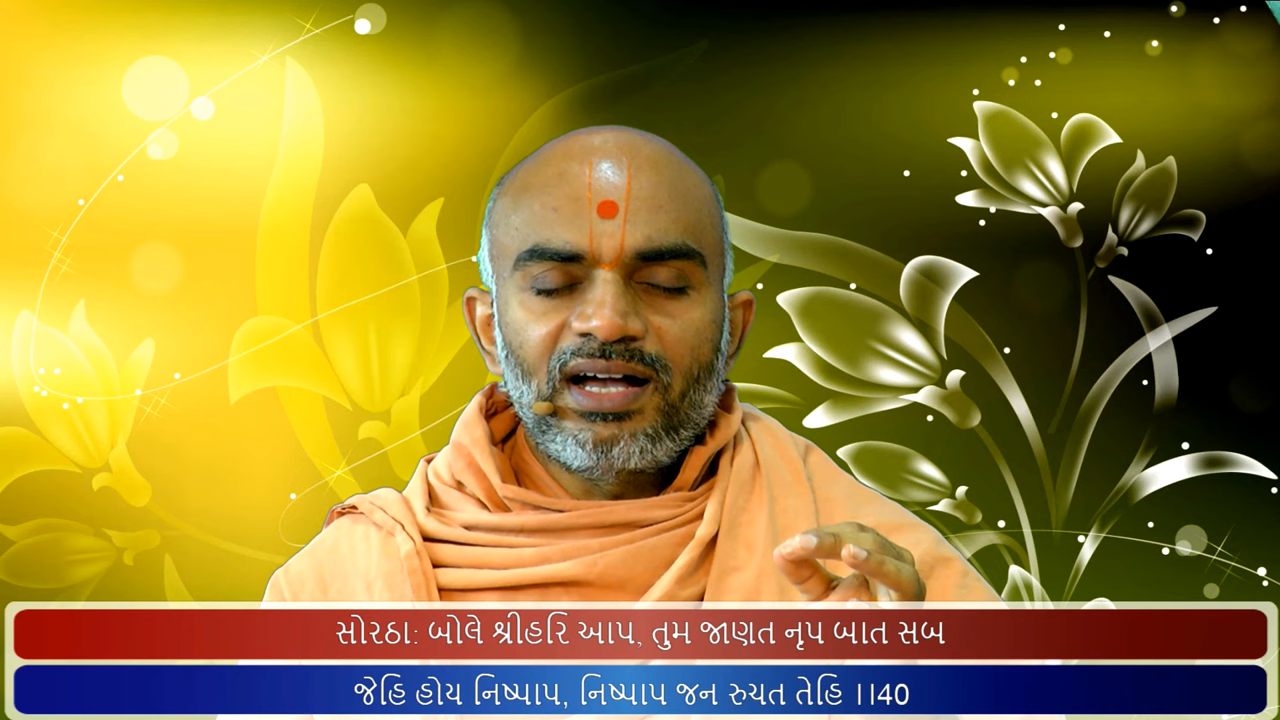 સોરઠા: બોલે શ્રીહરિ આપ, તુમ જાણત નૃપ બાત સબ
જેહિ હોય નિષ્પાપ, નિષ્પાપ જન રુચત તેહિ ।।40